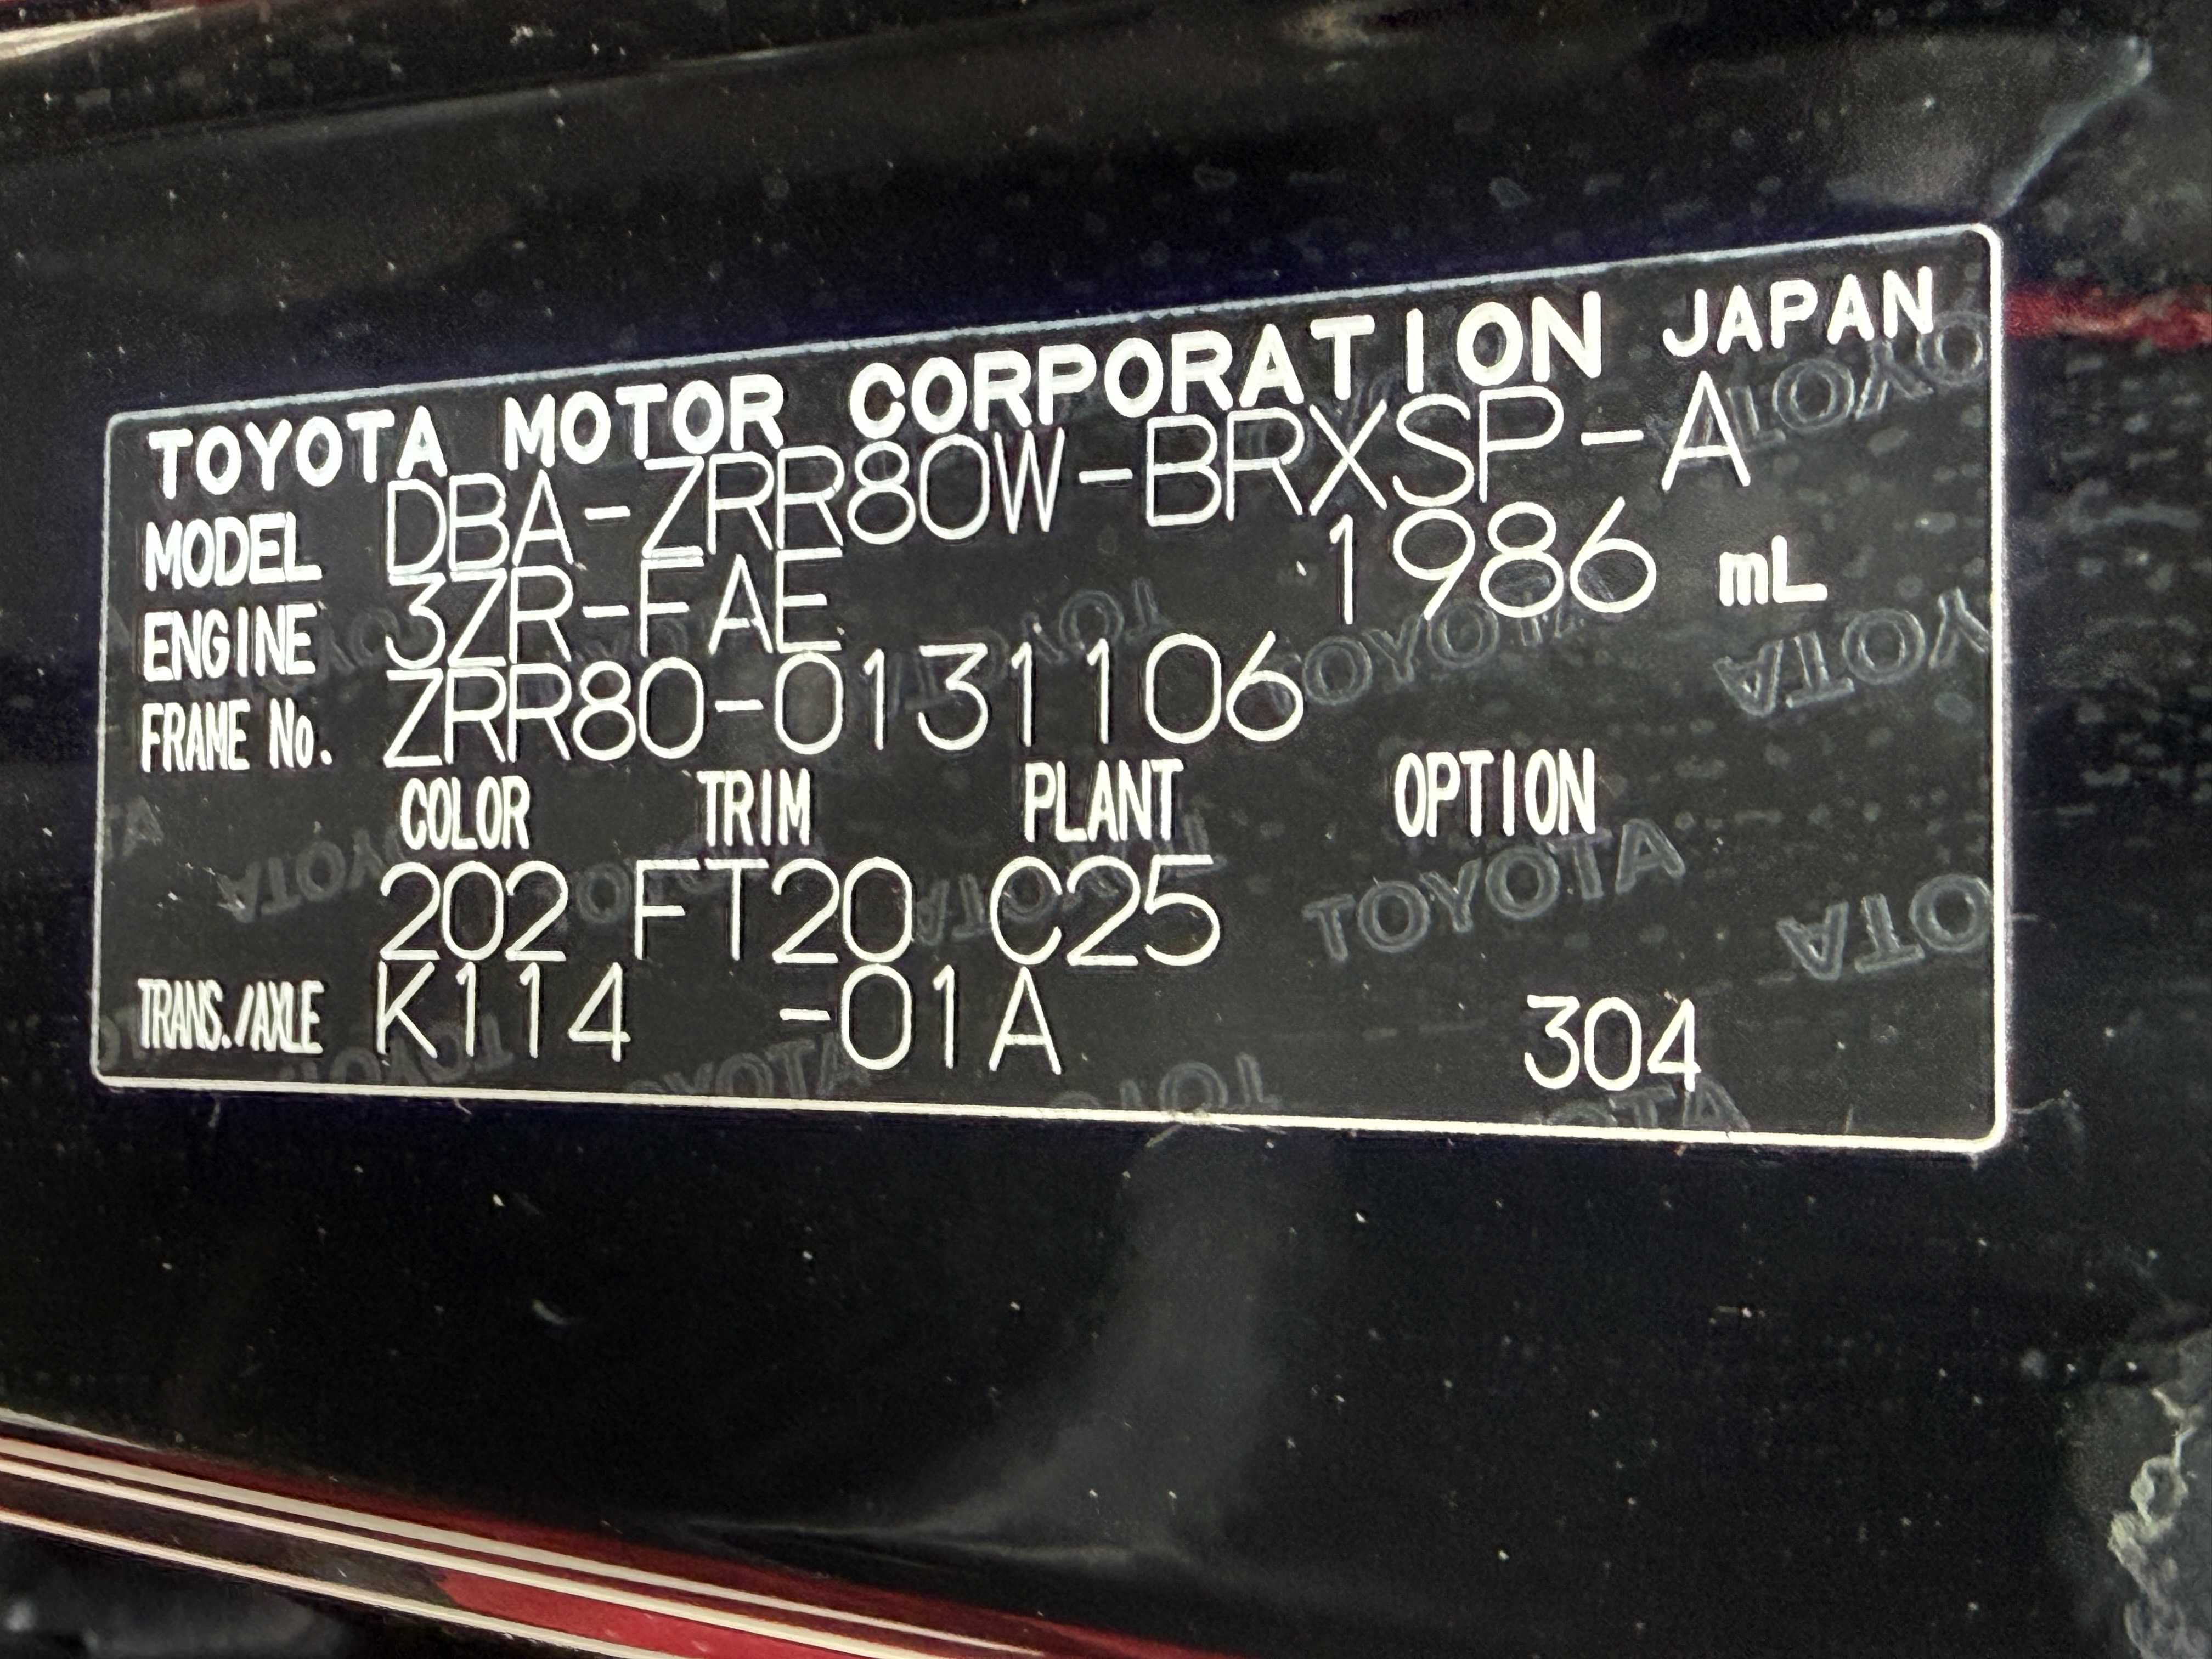 TOYOTA MOTOR CORPORATION JAPAN
MODEL DBA-ZRR80W-BRXSP-A
ENGINE 3ZR-FAE 1986 mL
FRAME No. ZRR80-0131106
COLOR TRIM PLANT OPTION
202 FT20 C25
TRANS./AXLE K114 -01A 304